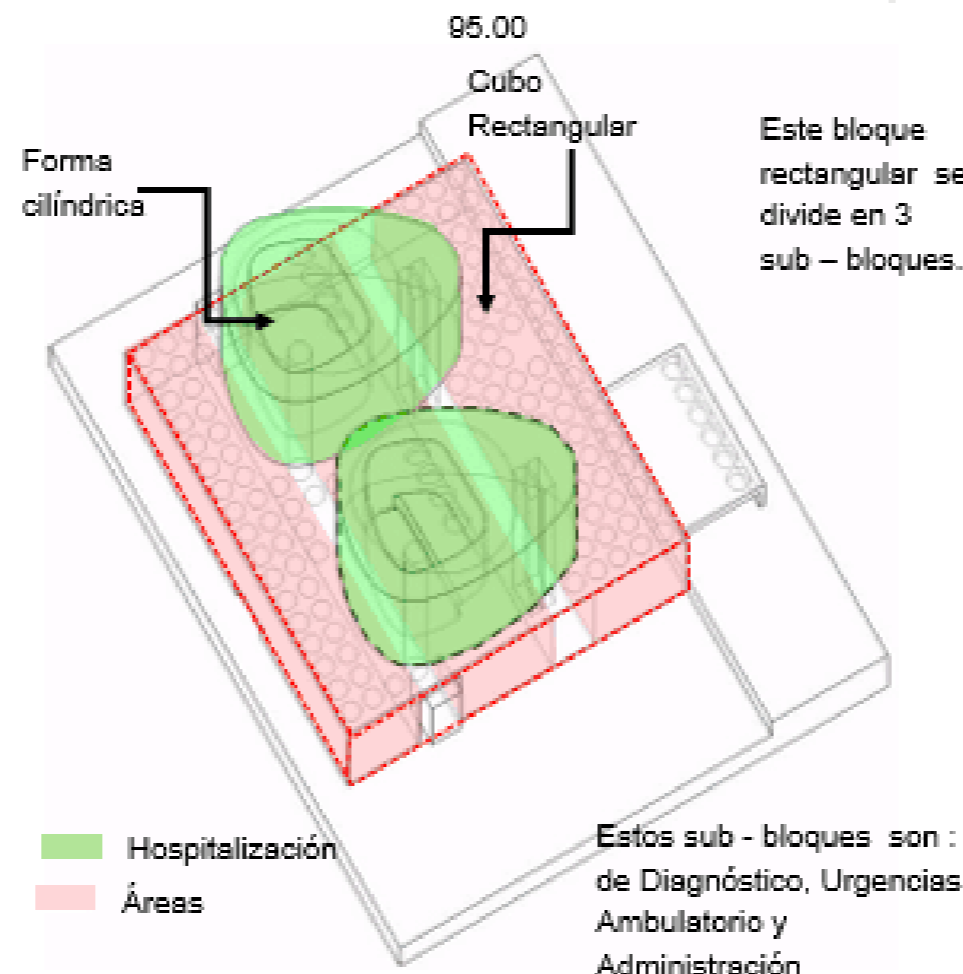 95.00
Cubo
Rectangular
Forma
cilíndrica
Este bloque
rectangular se
divide en 3
sub – bloques.
Hospitalización
Áreas
Estos sub - bloques son :
de Diagnóstico, Urgencias
Ambulatorio y
Administración